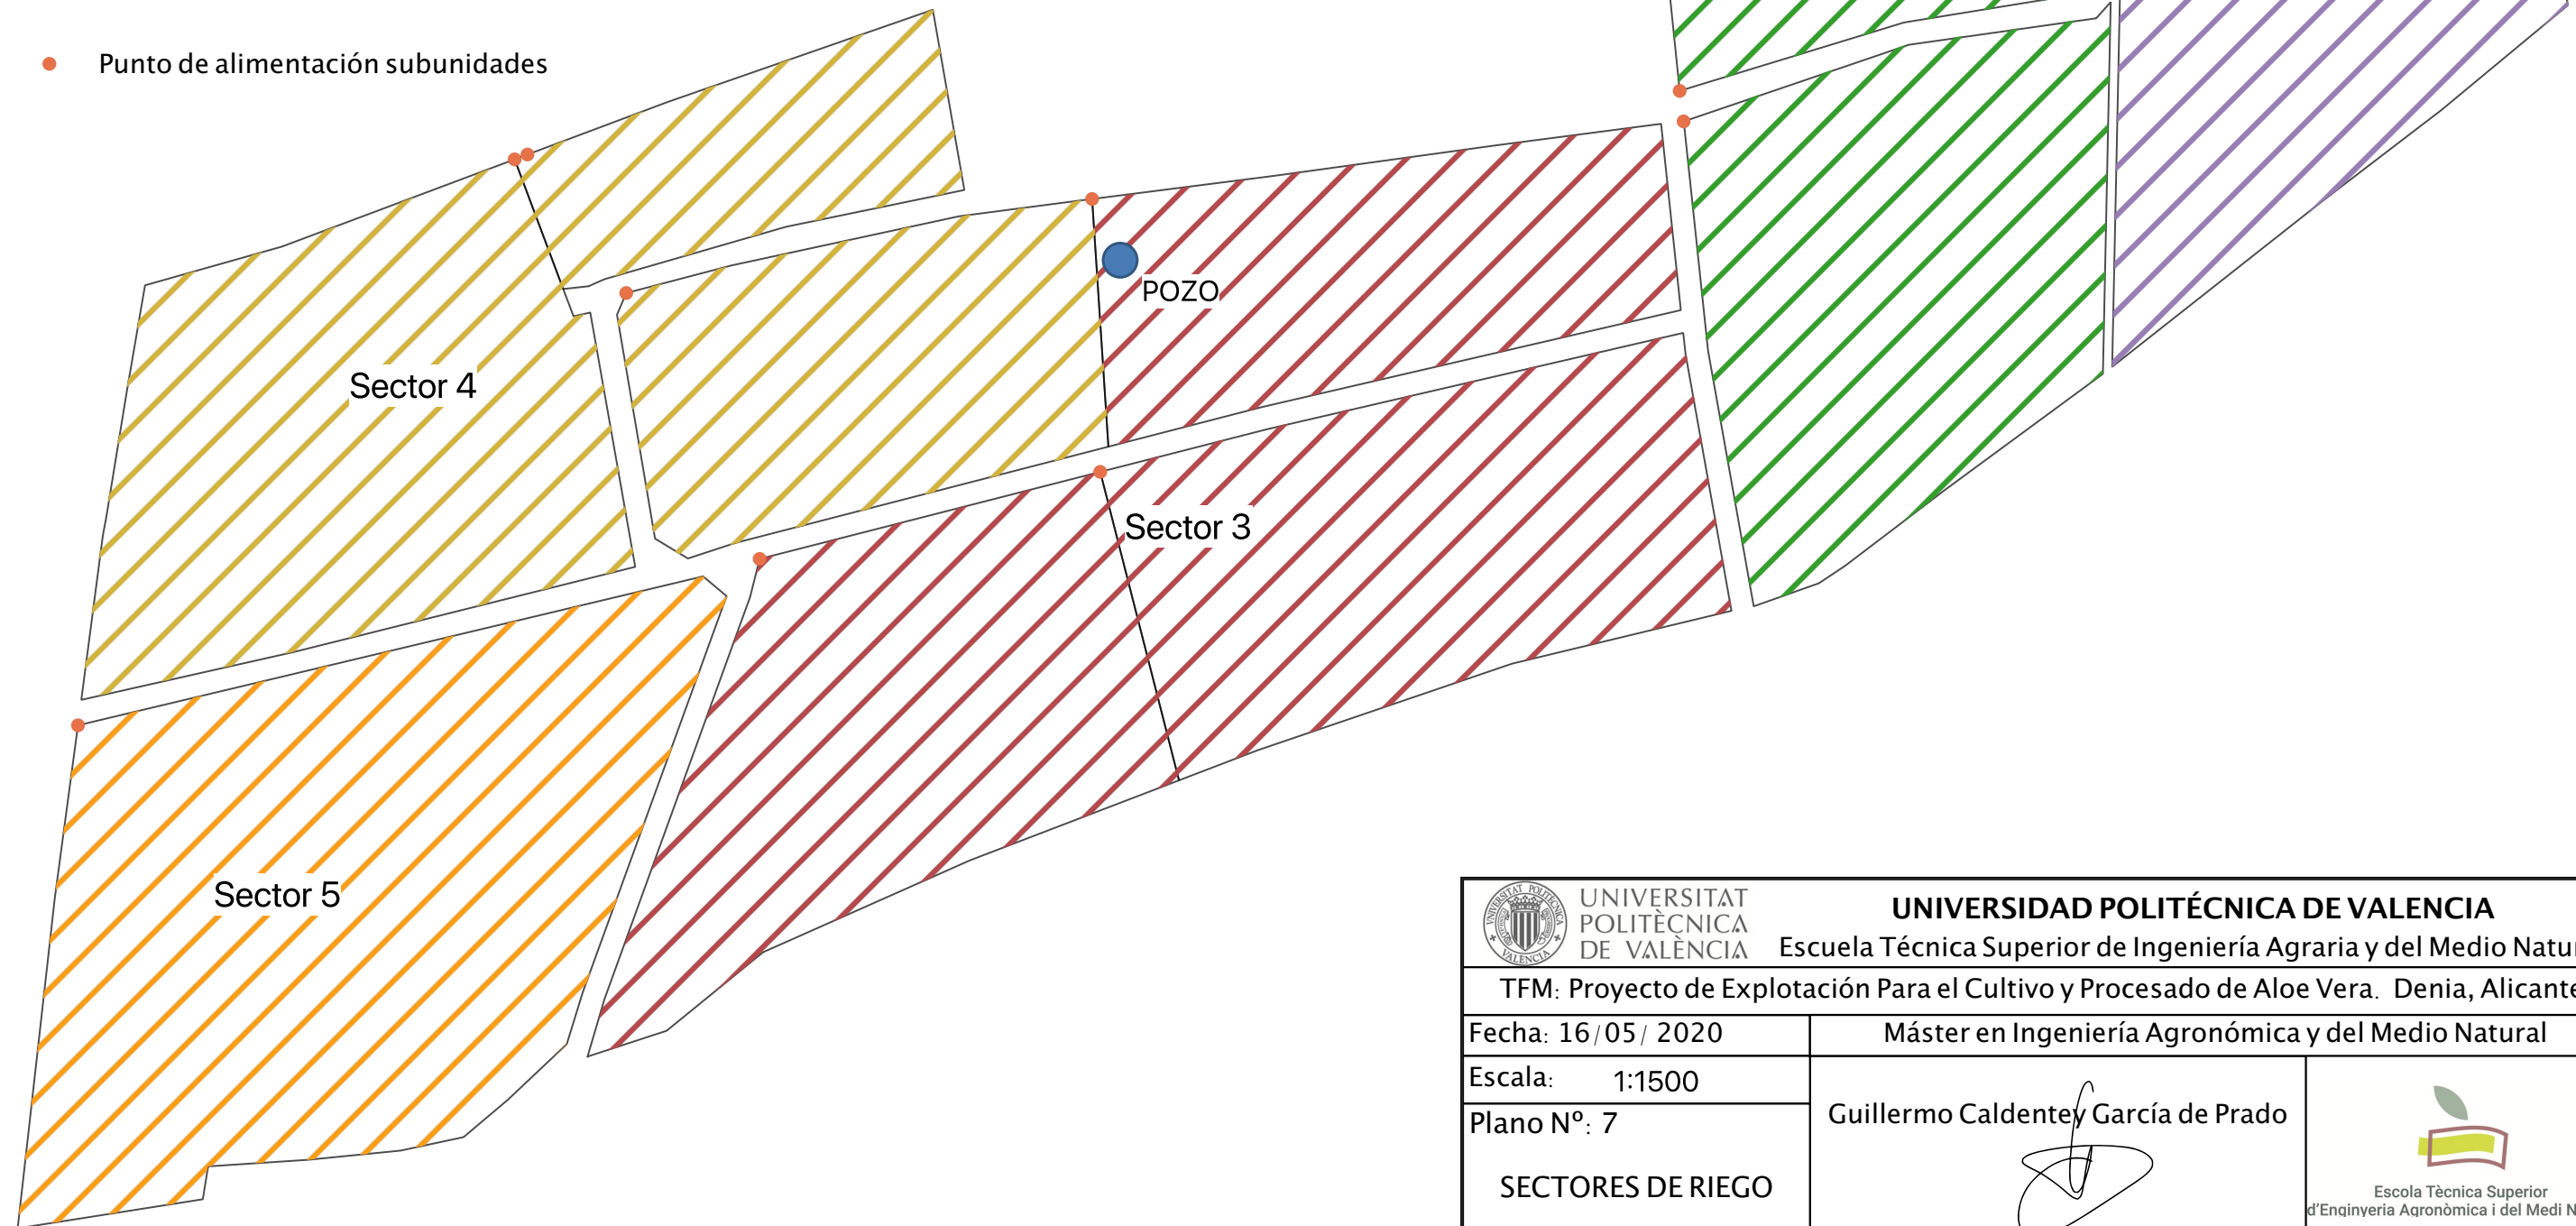 Punto de alimentación subunidades
POZO
Sector 4
Sector 3
Sector 5
UNIVERSITAT
POLITÈCNICA
DE VALÈNCIA
UNIVERSIDAD POLITÉCNICA DE VALENCIA
Escuela Técnica Superior de Ingeniería Agraria y del Medio Natu
TFM: Proyecto de Explotación Para el Cultivo y Procesado de Aloe Vera. Denia, Alicante
Fecha: 16/05/ 2020
Máster en Ingeniería Agronómica y del Medio Natural
Escala: 1:1500
Plano Nº: 7
Guillermo Caldentey García de Prado
SECTORES DE RIEGO
Escola Tècnica Superior
d'Enginyeria Agronòmica i del Medi N